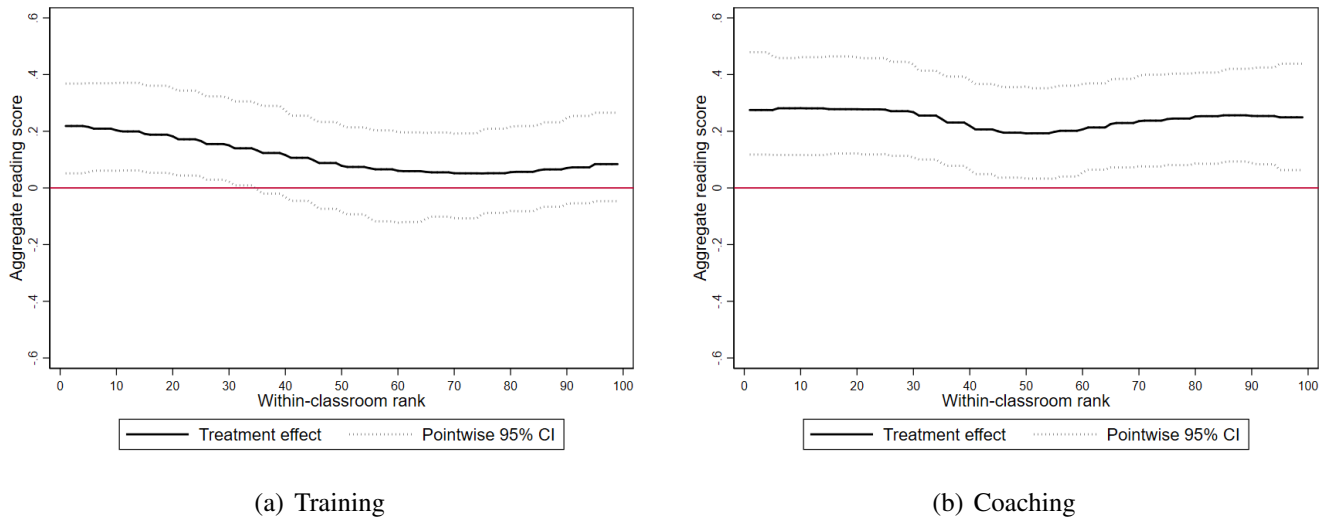 .6
.4
.2
0
-.2
-.4
-.6
Aggregate reading score
0 10 20 30 40 50 60 70 80 90 100
Within-classroom rank
Treatment effect Pointwise 95% CI
(a) Training
.6
.4
.2
0
-.2
-.4
-.6
Aggregate reading score
0 10 20 30 40 50 60 70 80 90 100
Within-classroom rank
Treatment effect Pointwise 95% CI
(b) Coaching